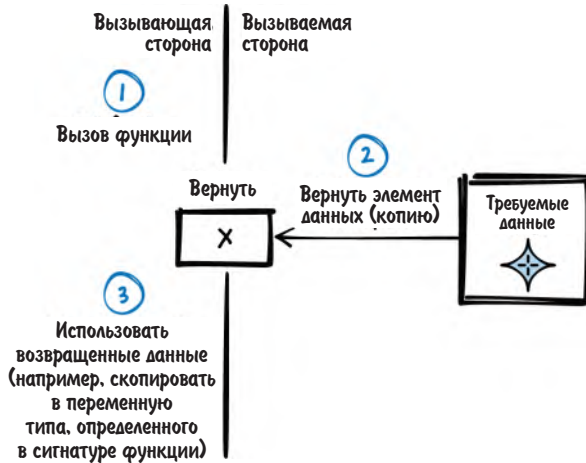 Вызывающая
сторона
Вызываемая
сторона
1
Вызов функции
2
Вернуть элемент
данных (копию)
Вернуть
X
Требуемые
данные
3
Использовать
возвращенные данные
(например, скопировать
в переменную
типа, определенного
в сигнатуре функции)